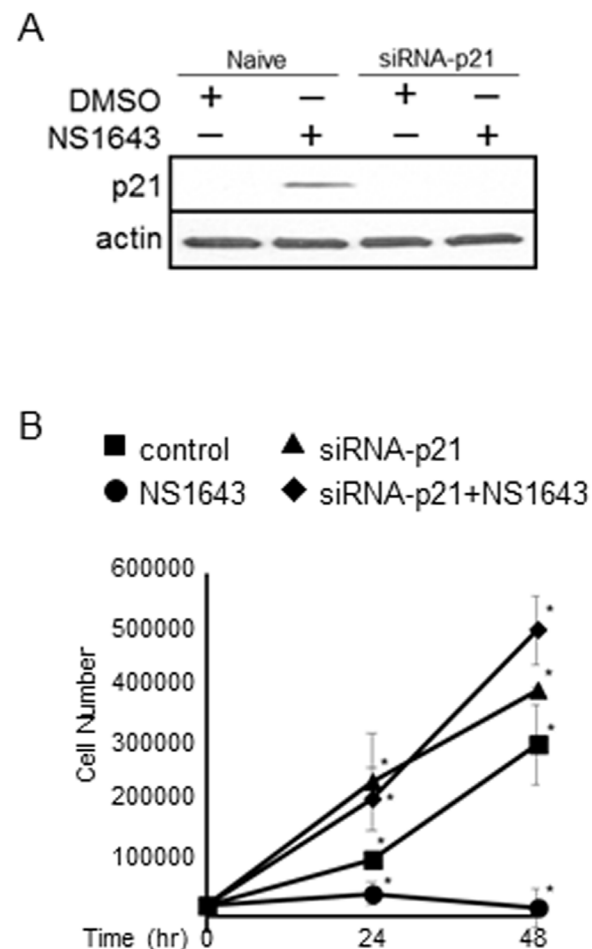 A
Naive siRNA-p21
DMSO + − + −
NS1643 − + − +
p21
actin
B
control siRNA-p21
NS1643 siRNA-p21+NS1643
600000
500000
400000
300000
200000
100000
Cell Number
* * *
* * * *
Time (hr) 0 24 48